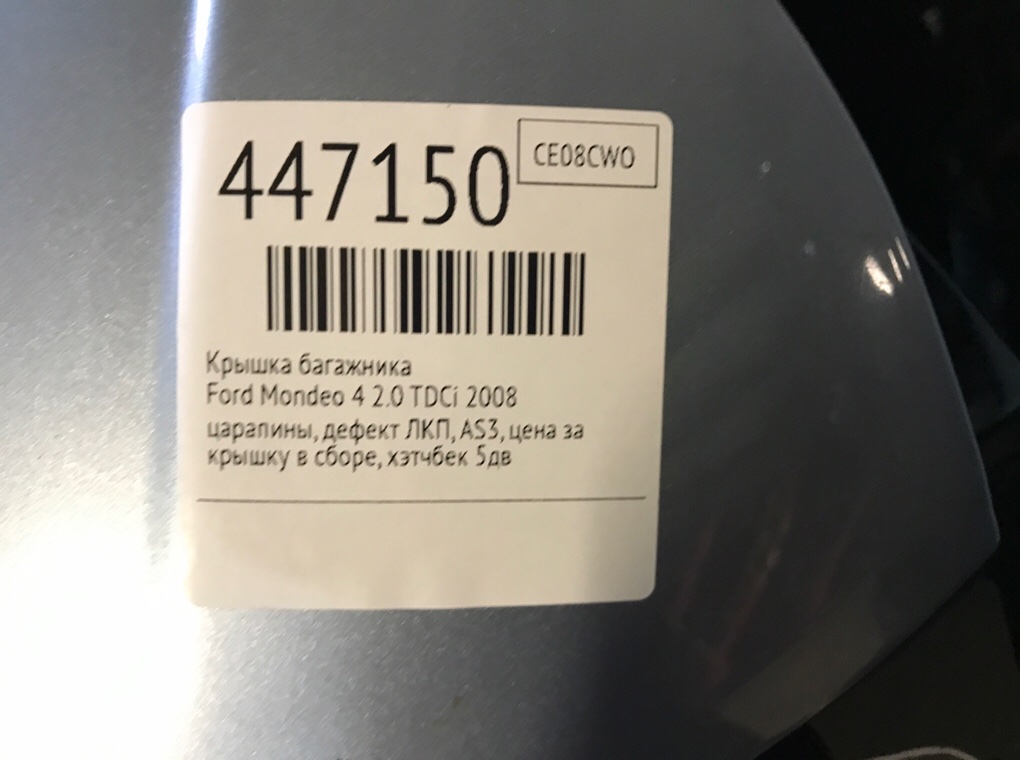 447150
CE08CWO
Крышка багажника
Ford Mondeo 4 2.0 TDCi 2008
царапины, дефект ЛКП, AS3, цена за
крышку в сборе, хэтчбек 5дв